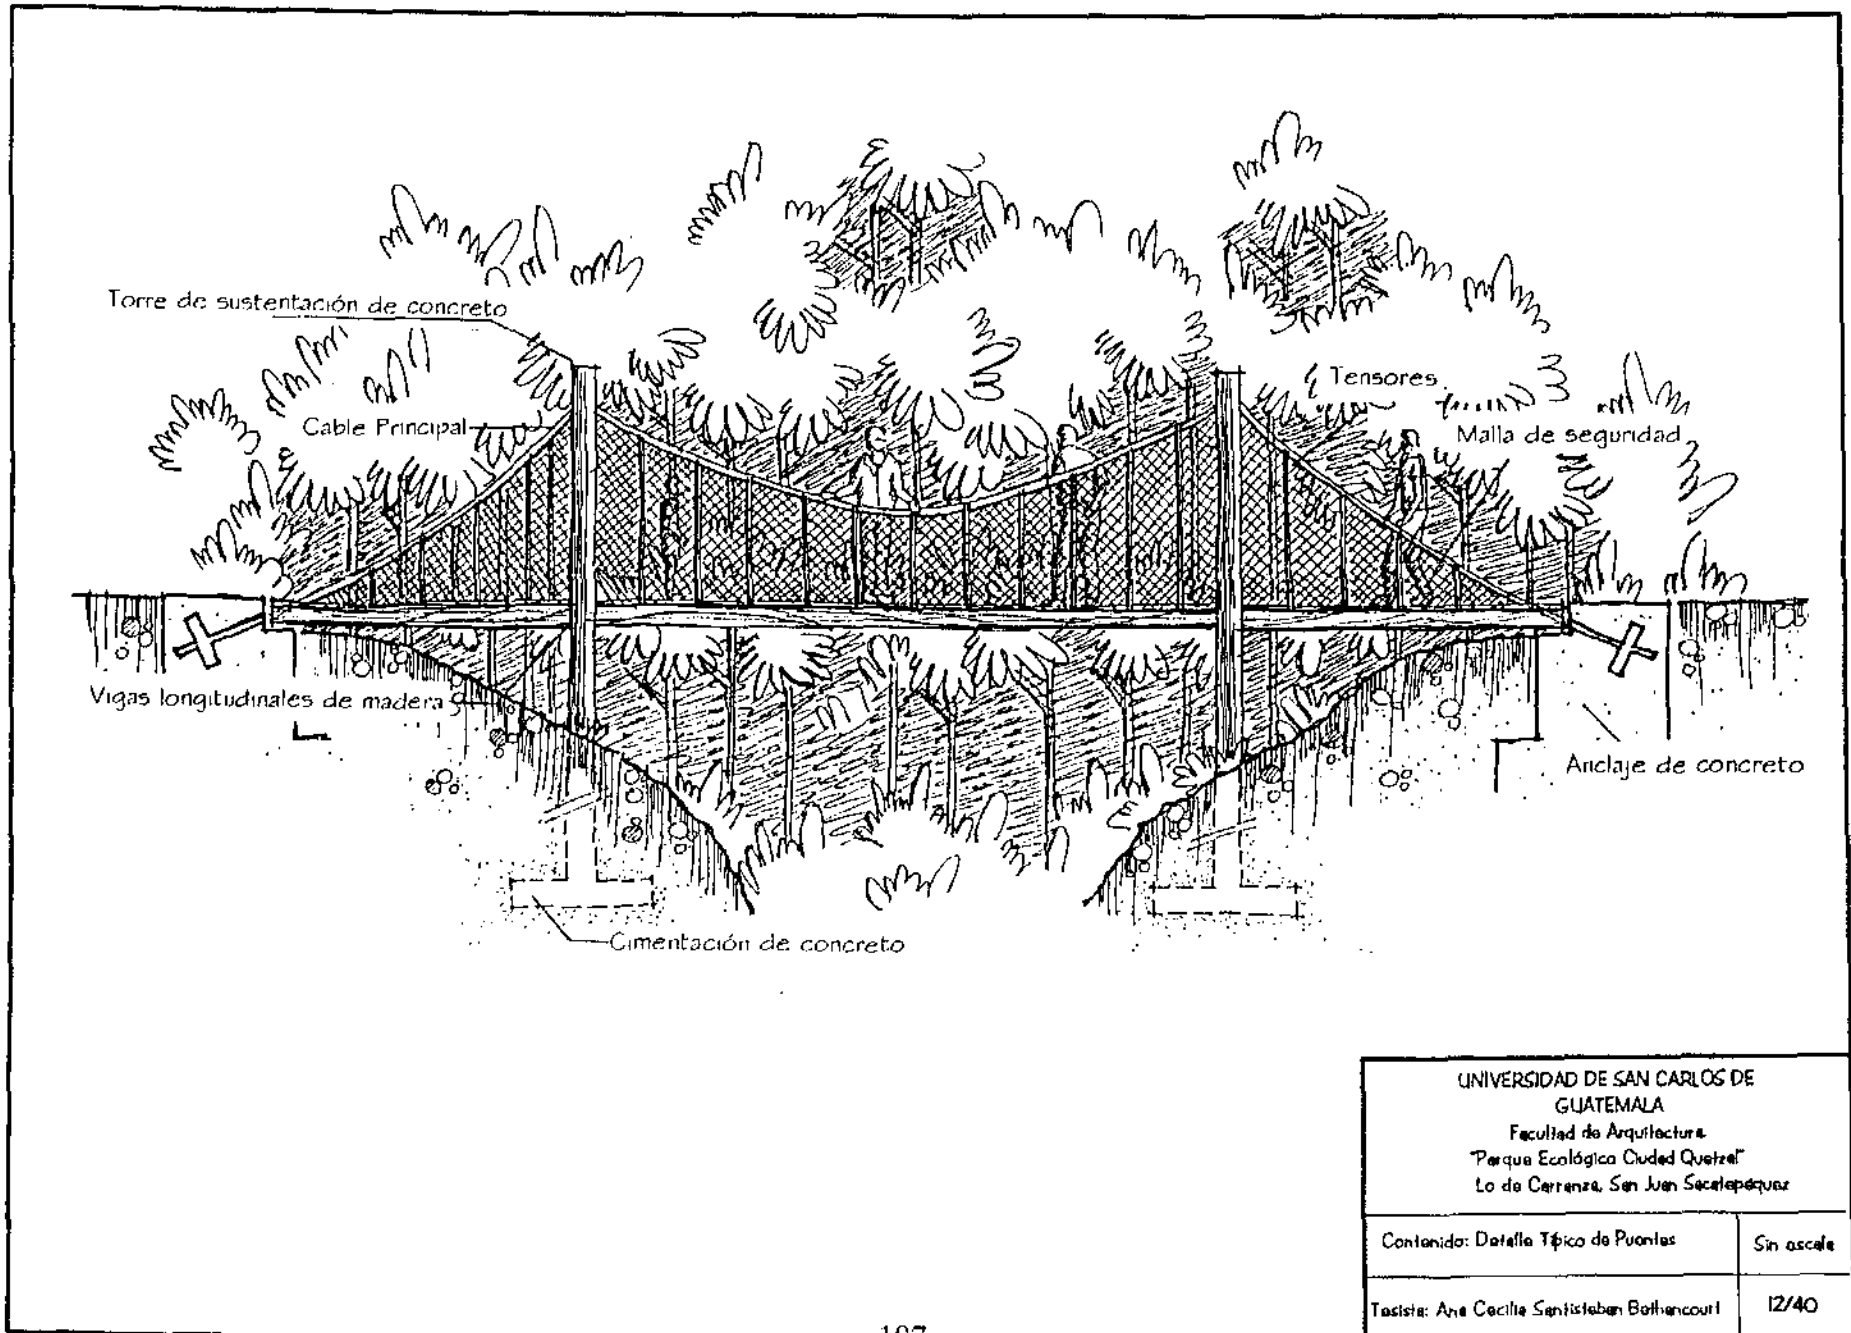 Torre de sustentación de concreto
Cable Principal
Tensores
Malla de seguridad
Vigas longitudinales de madera
Anclaje de concreto
Cimentación de concreto
UNIVERSIDAD DE SAN CARLOS DE
GUATEMALA
Facultad de Arquitectura
"Parque Ecológico Ciudad Quetzal"
Lo de Carranza, San Juan Sacatepéquez
Contenido: Detalle Típico de Puentes
Sin escala
Tesista: Ana Cecilia Santisteban Bethancourt
12/40